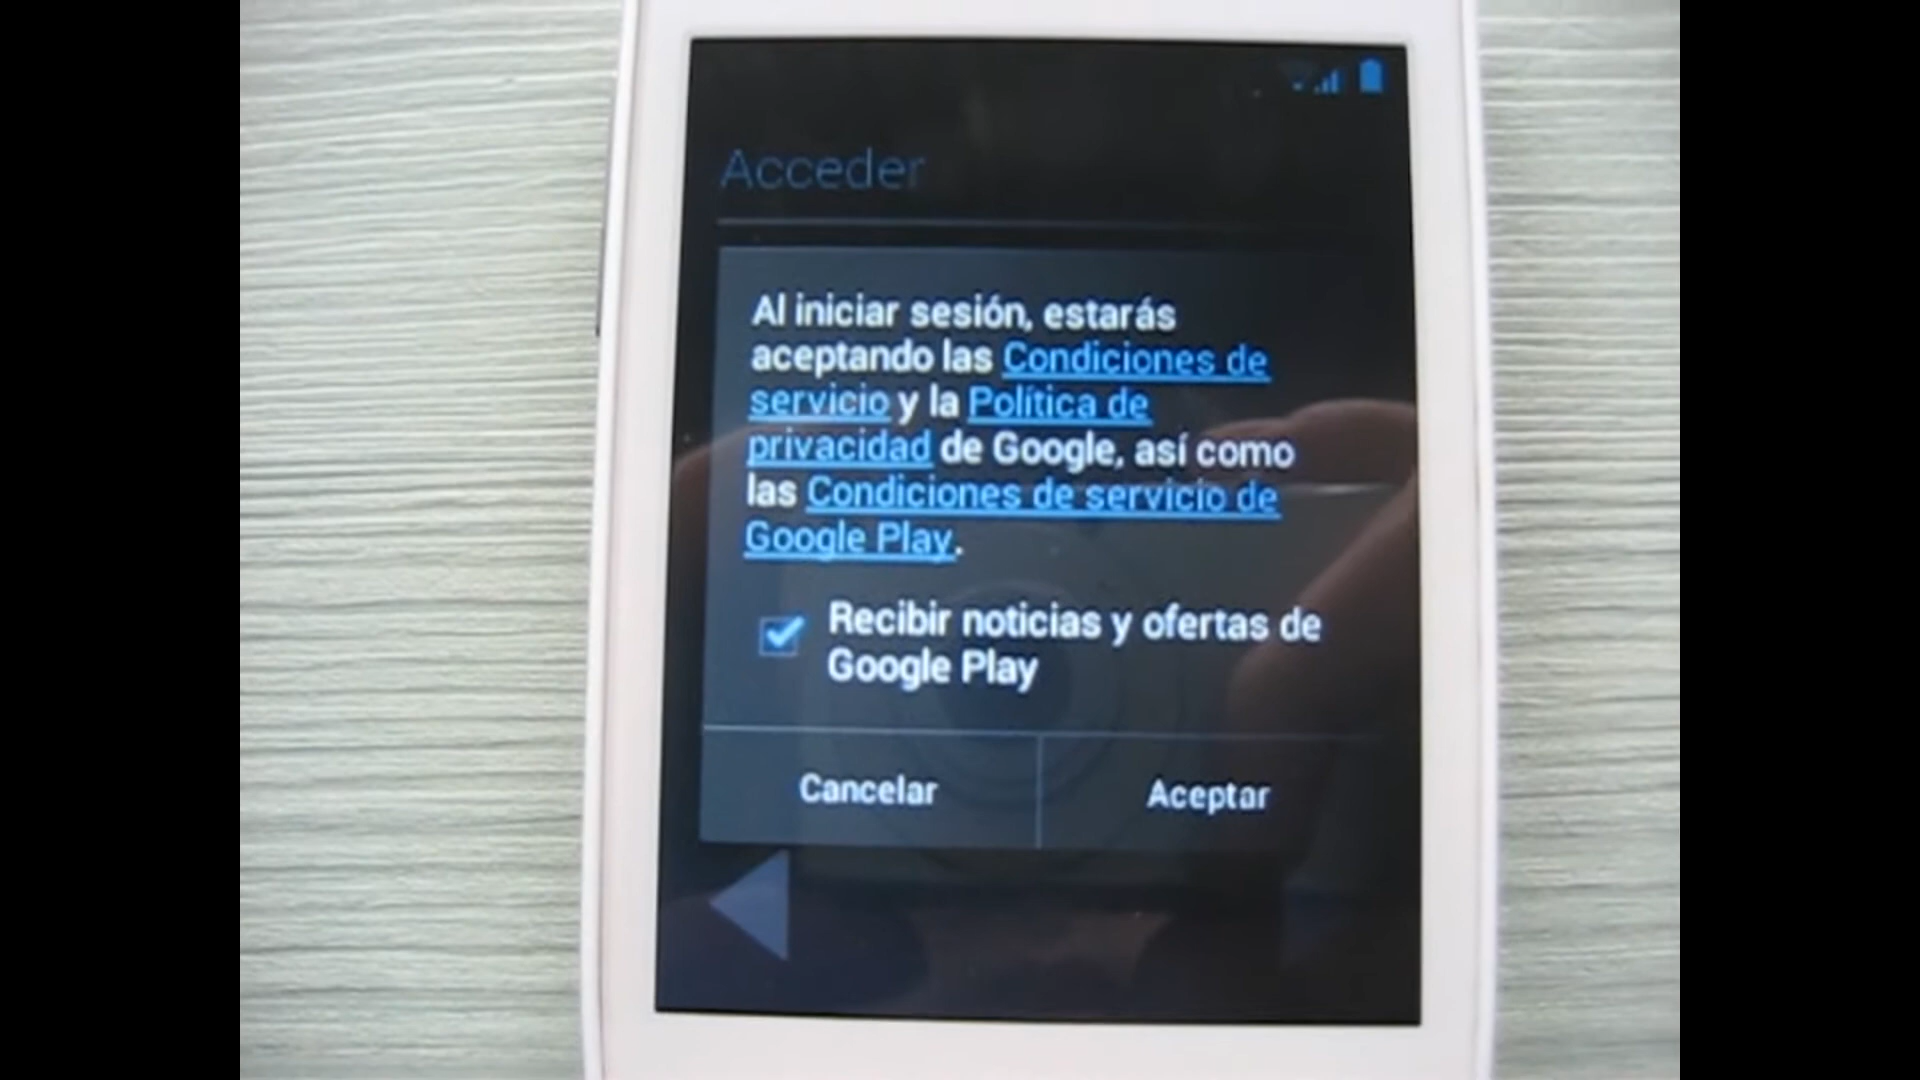 Acceder
Al iniciar sesión, estarás
aceptando las Condiciones de
servicio y la Política de
privacidad de Google, así como
las Condiciones de servicio de
Google Play.
Recibir noticias y ofertas de
Google Play
Cancelar
Aceptar